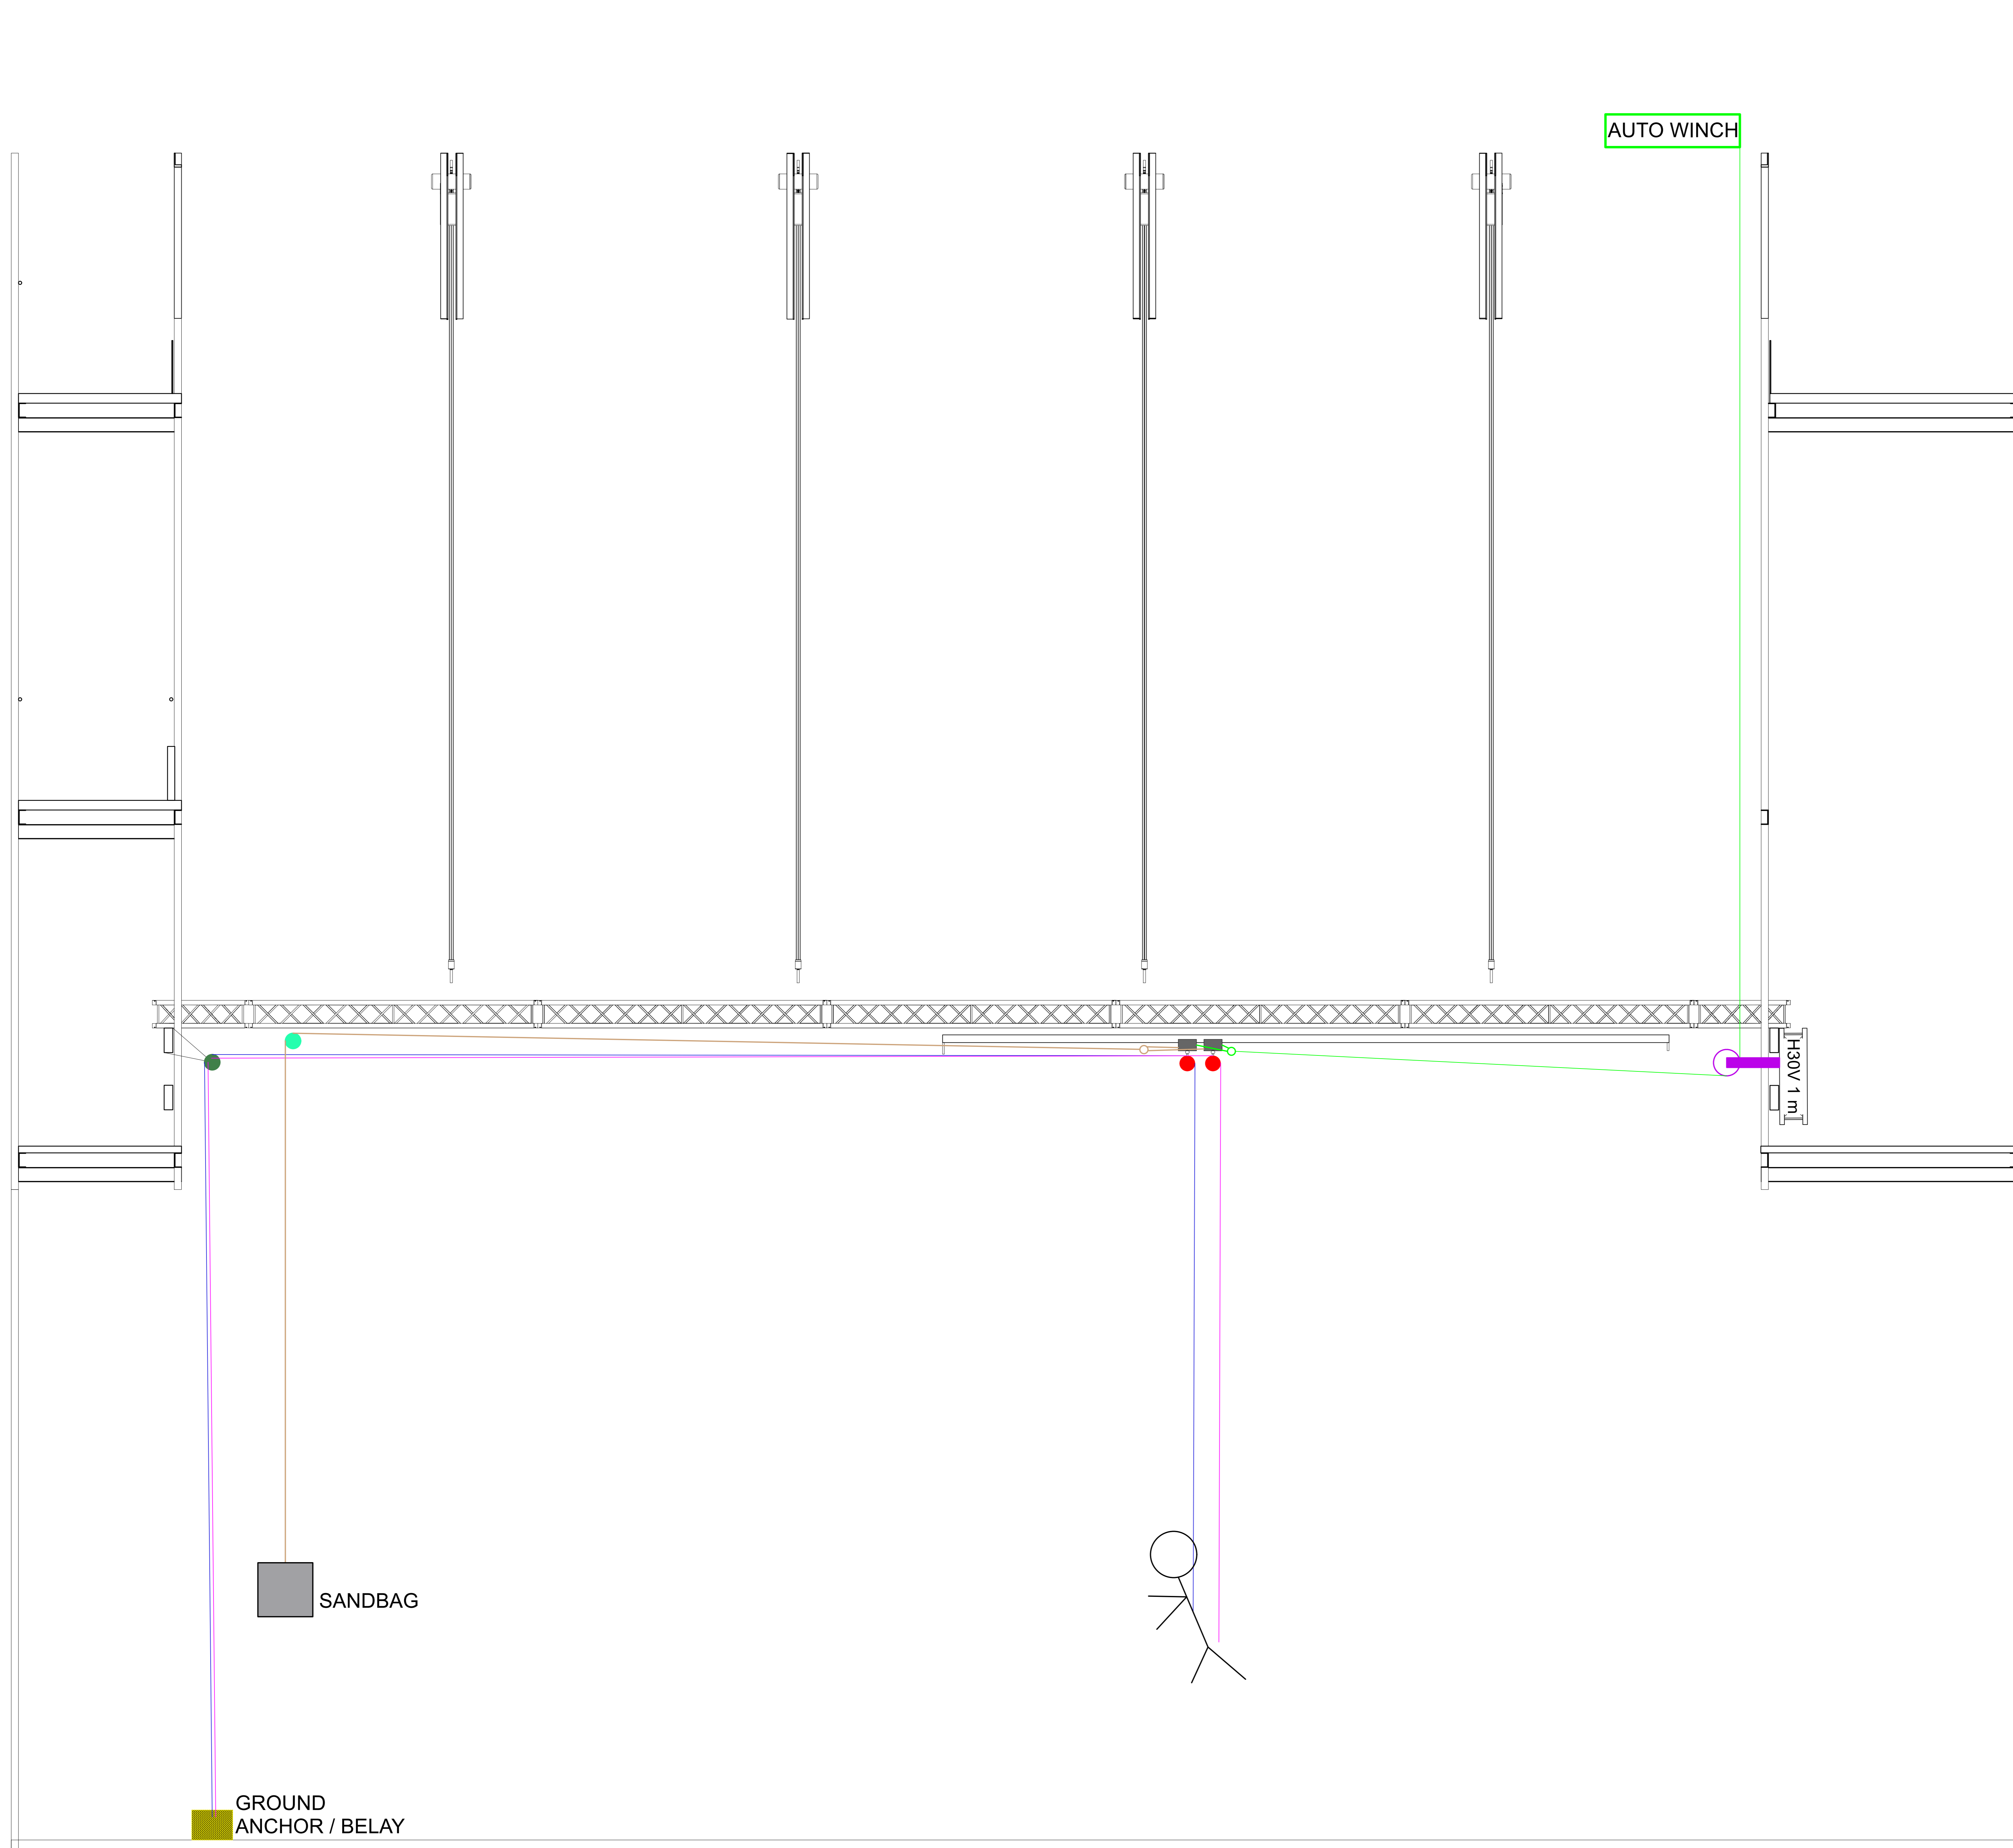 AUTO WINCH
H30V 1 m
SANDBAG
GROUND
ANCHOR / BELAY